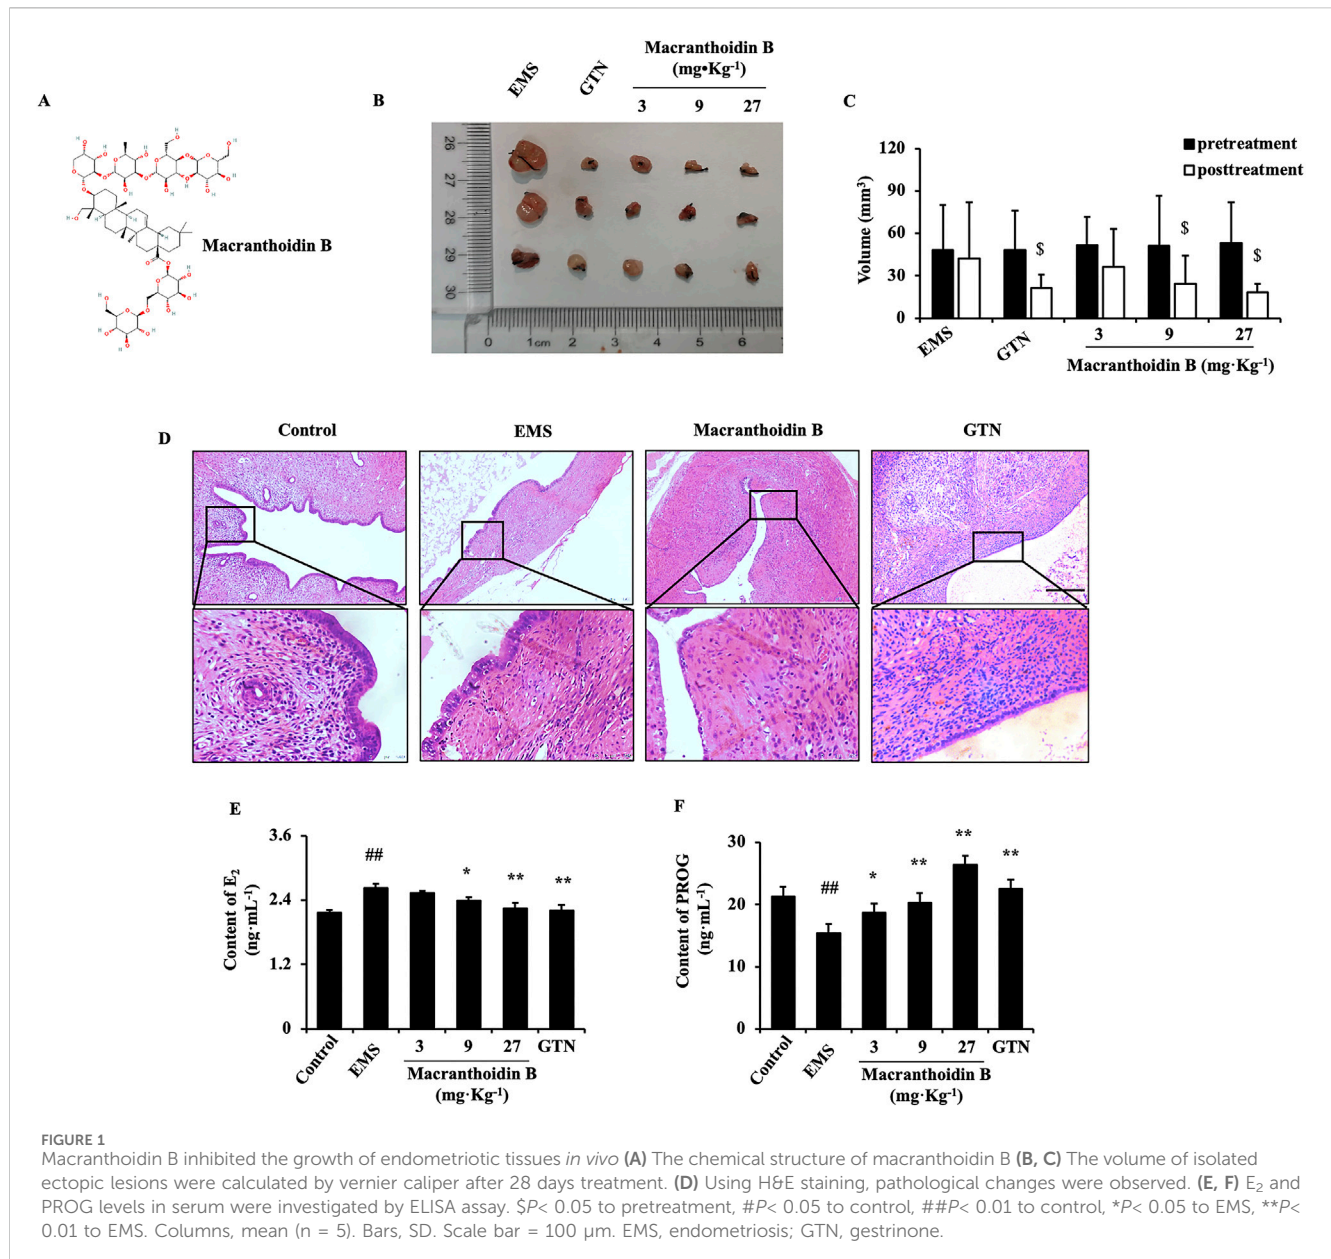 A
H
O
Macranthoidin B
B
EMS
GTN
Macranthoidin B
(mg•Kg-1)
3 9 27
26
27
28
29
30
0 1cm 2 3 4 5 6
C
pretreatment
posttreatment
Volume (mm³)
120
90
60
30
0
$ $ $
EMS
GTN
3 9 27
Macranthoidin B (mg·Kg-1)
D
Control EMS Macranthoidin B GTN
E
Content of E2
(ng·mL-1)
3.6
2.4
1.2
0
## * ** **
Control
EMS
3 9 27 GTN
Macranthoidin B
(mg·Kg-1)
F
Content of PROG
(ng·mL-1)
30
20
10
0
## * ** ** **
Control
EMS
3 9 27 GTN
Macranthoidin B
(mg·Kg-1)
FIGURE 1
Macranthoidin B inhibited the growth of endometriotic tissues in vivo (A) The chemical structure of macranthoidin B (B, C) The volume of isolated
ectopic lesions were calculated by vernier caliper after 28 days treatment. (D) Using H&E staining, pathological changes were observed. (E, F) E2 and
PROG levels in serum were investigated by ELISA assay. $P< 0.05 to pretreatment, #P< 0.05 to control, ##P< 0.01 to control, *P< 0.05 to EMS, **P<
0.01 to EMS. Columns, mean (n = 5). Bars, SD. Scale bar = 100 μm. EMS, endometriosis; GTN, gestrinone.